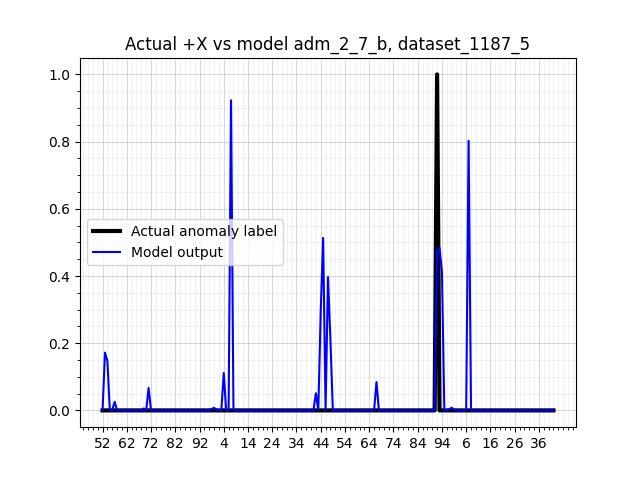 Actual +X vs model adm_2_7_b, dataset_1187_5
1.0
0.8
0.6
0.4
0.2
0.0
Actual anomaly label
Model output
52 62 72 82 92 4 14 24 34 44 54 64 74 84 94 6 16 26 36